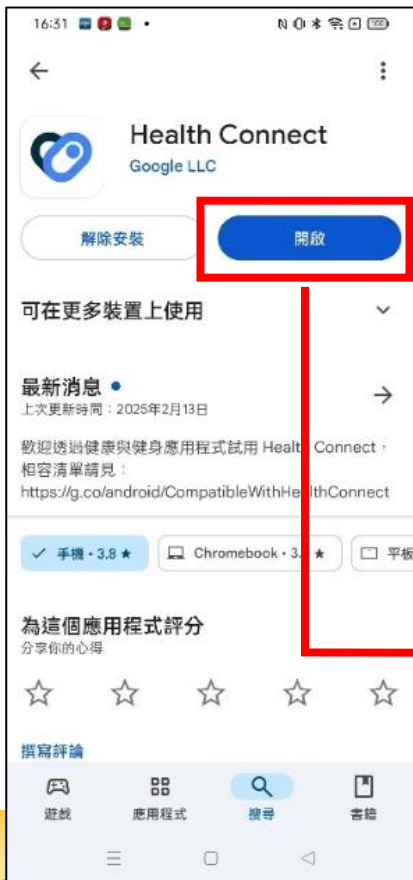 16:31
Health Connect
Google LLC
解除安裝
開啟
可在更多裝置上使用
最新消息
上次更新時間：2025年2月13日
歡迎透過健康與健身應用程式試用 Health Connect，
相容清單請見：
https://g.co/android/CompatibleWithHealthConnect
手機・3.8★
Chromebook・3. ★
平板
為這個應用程式評分
分享你的心得
撰寫評論
遊戲
應用程式
搜尋
書籍